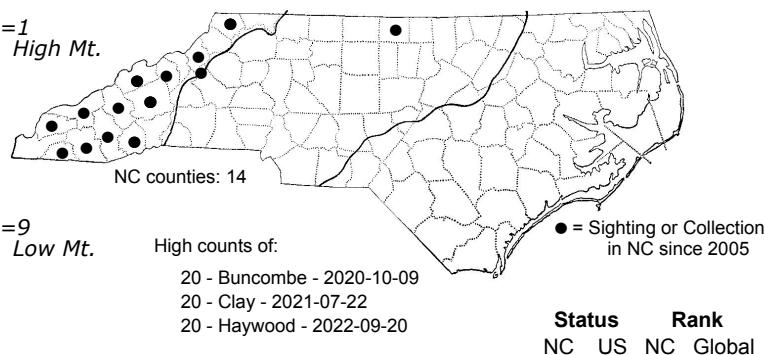 =1
High Mt.
NC counties: 14
=9
Low Mt.
High counts of:
20 - Buncombe - 2020-10-09
20 - Clay - 2021-07-22
20 - Haywood - 2022-09-20
● = Sighting or Collection
in NC since 2005
Status Rank
NC US NC Global